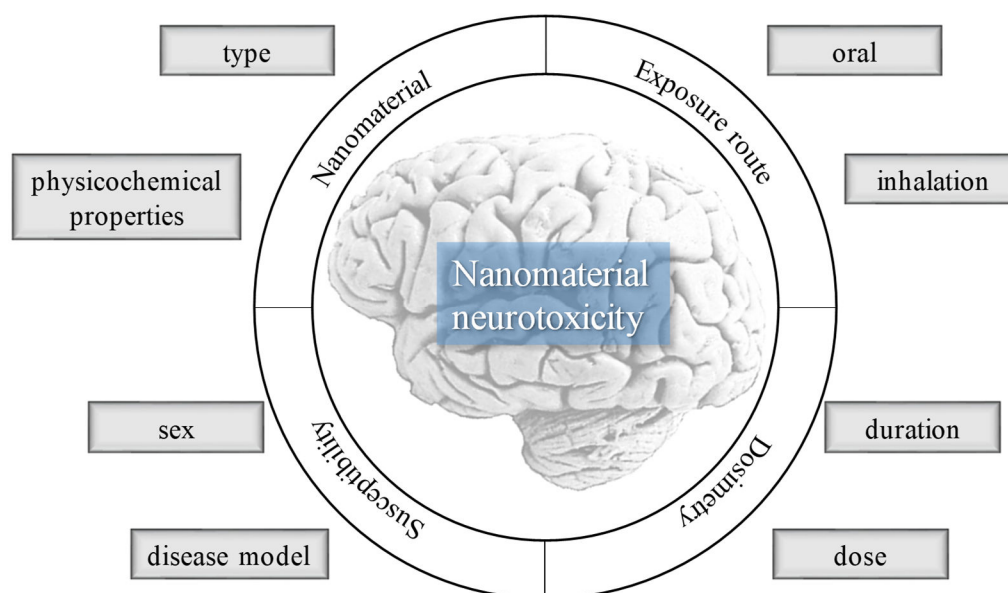 type
oral
Nanomaterial
Exposure route
physicochemical
properties
inhalation
Nanomaterial
neurotoxicity
sex
duration
Susceptibility
Dosimetry
disease model
dose